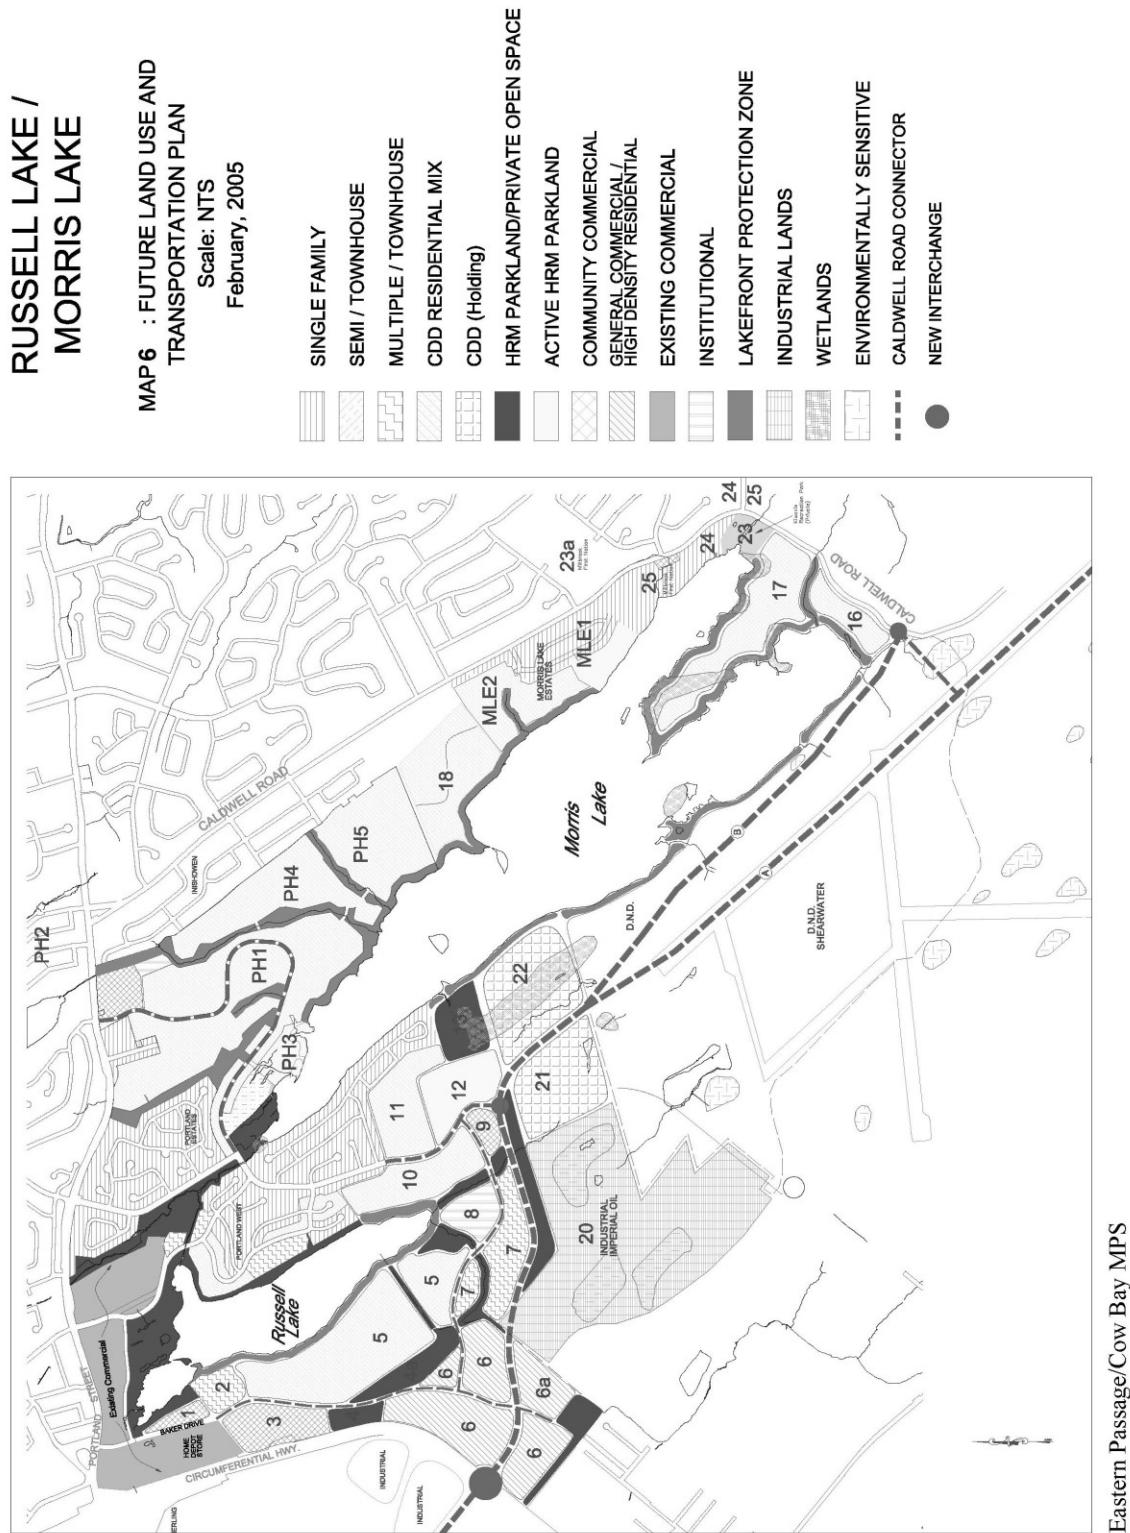 RUSSELL LAKE /
MORRIS LAKE
MAP 6 : FUTURE LAND USE AND
TRANSPORTATION PLAN
Scale: NTS
February, 2005
SINGLE FAMILY
SEMI / TOWNHOUSE
MULTIPLE / TOWNHOUSE
CDD RESIDENTIAL MIX
CDD (Holding)
HRM PARKLAND/PRIVATE OPEN SPACE
ACTIVE HRM PARKLAND
COMMUNITY COMMERCIAL
GENERAL COMMERCIAL /
HIGH DENSITY RESIDENTIAL
EXISTING COMMERCIAL
INSTITUTIONAL
LAKEFRONT PROTECTION ZONE
INDUSTRIAL LANDS
WETLANDS
ENVIRONMENTALLY SENSITIVE
CALDWELL ROAD CONNECTOR
NEW INTERCHANGE
PORTLAND STREET
Existing Commercial
BAKER DRIVE
HOME
DEPOT
STORE
CIRCUMFERENTIAL HWY.
INDUSTRIAL
INDUSTRIAL
1
2
3
5
5
6
6
6
6
6a
7
7
8
9
10
11
12
Russell
Lake
PORTLAND WEST
PORTLAND
ESTATES
PH1
PH2
PH3
PH4
PH5
INISHOWEN
CALDWELL ROAD
18
MLE2
MORRIS LAKE
ESTATES
MLE1
23a
Millbrook
First Nation
25
24
23
24
25
17
16
CALDWELL ROAD
Morris
Lake
22
21
20
INDUSTRIAL
IMPERIAL OIL
D.N.D.
B
A
D.N.D.
SHEARWATER
Eastern Passage/Cow Bay MPS